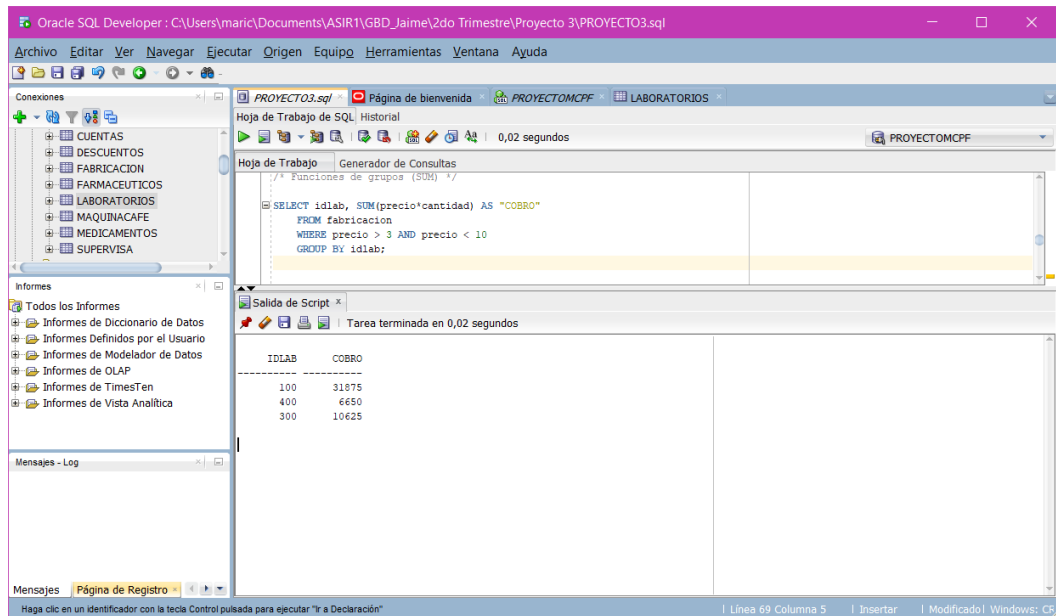 Oracle SQL Developer : C:\Users\maric\Documents\ASIR1\GBD_Jaime\2do Trimestre\Proyecto 3\PROYECTO3.sql
Archivo Editar Ver Navegar Ejecutar Origen Equipo Herramientas Ventana Ayuda
Conexiones
CUENTAS
DESCUENTOS
FABRICACION
FARMACEUTICOS
LABORATORIOS
MAQUINACAFE
MEDICAMENTOS
SUPERVISA
Informes
Todos los Informes
Informes de Diccionario de Datos
Informes Definidos por el Usuario
Informes de Modelador de Datos
Informes de OLAP
Informes de TimesTen
Informes de Vista Analítica
Mensajes - Log
Mensajes Página de Registro
PROYECTO3.sql Página de bienvenida PROYECTOMCPF LABORATORIOS
Hoja de Trabajo de SQL Historial
0,02 segundos PROYECTOMCPF
Hoja de Trabajo Generador de Consultas
/* Funciones de grupos (SUM) */
SELECT idlab, SUM(precio*cantidad) AS "COBRO"
FROM fabricacion
WHERE precio > 3 AND precio < 10
GROUP BY idlab;
Salida de Script
Tarea terminada en 0,02 segundos
IDLAB COBRO
---------- ----------
100 31875
400 6650
300 10625
Haga clic en un identificador con la tecla Control pulsada para ejecutar "Ir a Declaración"
Línea 69 Columna 5 Insertar Modificado Windows: CR